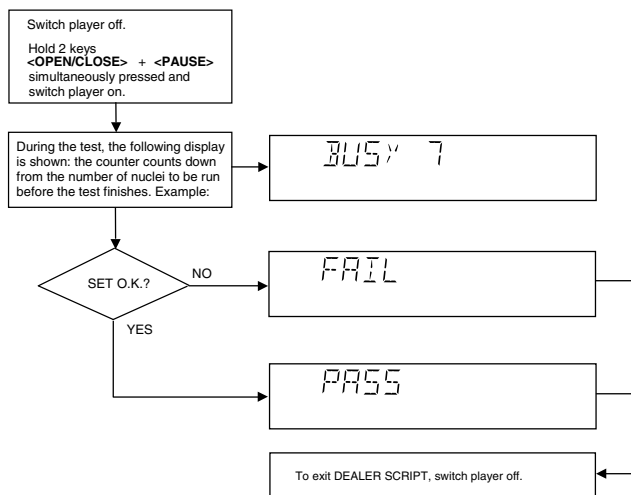 Switch player off.
Hold 2 keys
<OPEN/CLOSE> + <PAUSE>
simultaneously pressed and
switch player on.
During the test, the following display
is shown: the counter counts down
from the number of nuclei to be run
before the test finishes. Example:
BUSY 7
SET O.K.?
NO
FAIL
YES
PASS
To exit DEALER SCRIPT, switch player off.